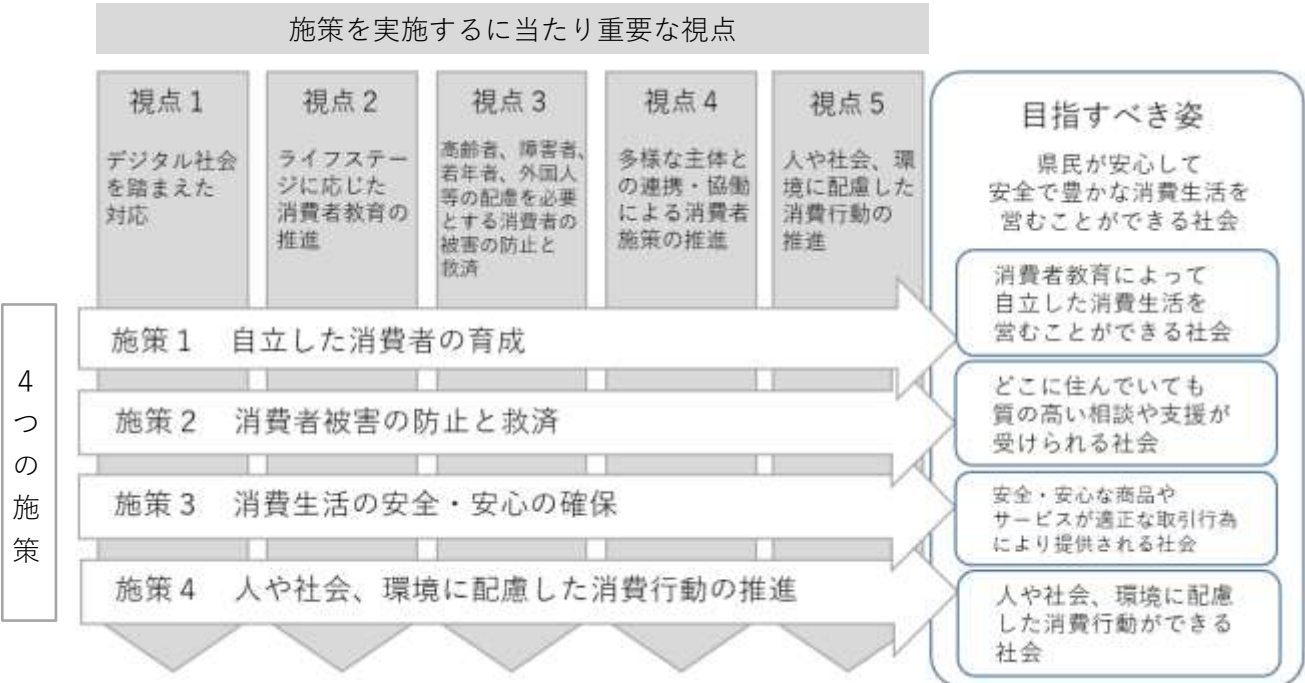 施策を実施するに当たり重要な視点
視点１
デジタル社会
を踏まえた
対応
視点２
ライフステー
ジに応じた
消費者教育の
推進
視点３
高齢者、障害者、
若年者、外国人
等の配慮を必要
とする消費者の
被害の防止と
救済
視点４
多様な主体と
の連携・協働
による消費者
施策の推進
視点５
人や社会、環
境に配慮した
消費行動の
推進
4つの施策
施策１　自立した消費者の育成
施策２　消費者被害の防止と救済
施策３　消費生活の安全・安心の確保
施策４　人や社会、環境に配慮した消費行動の推進
目指すべき姿
県民が安心して
安全で豊かな消費生活を
営むことができる社会
消費者教育によって
自立した消費生活を
営むことができる社会
どこに住んでいても
質の高い相談や支援が
受けられる社会
安全・安心な商品や
サービスが適正な取引行為
により提供される社会
人や社会、環境に配慮
した消費行動ができる
社会